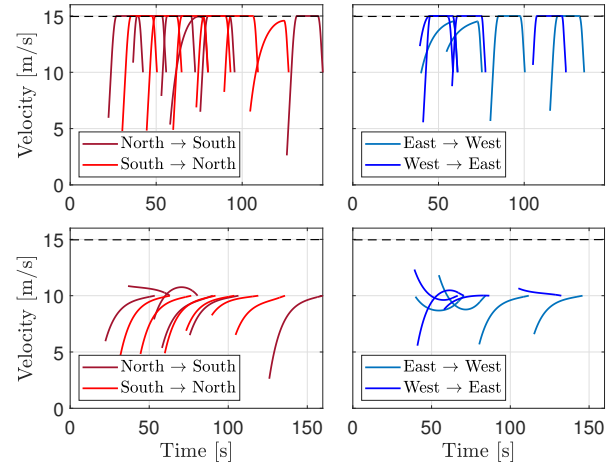 Velocity [m/s]
15
10
5
0
North → South
South → North
0 50 100
East → West
West → East
0 50 100
Velocity [m/s]
15
10
5
0
North → South
South → North
0 50 100 150
Time [s]
East → West
West → East
0 50 100 150
Time [s]